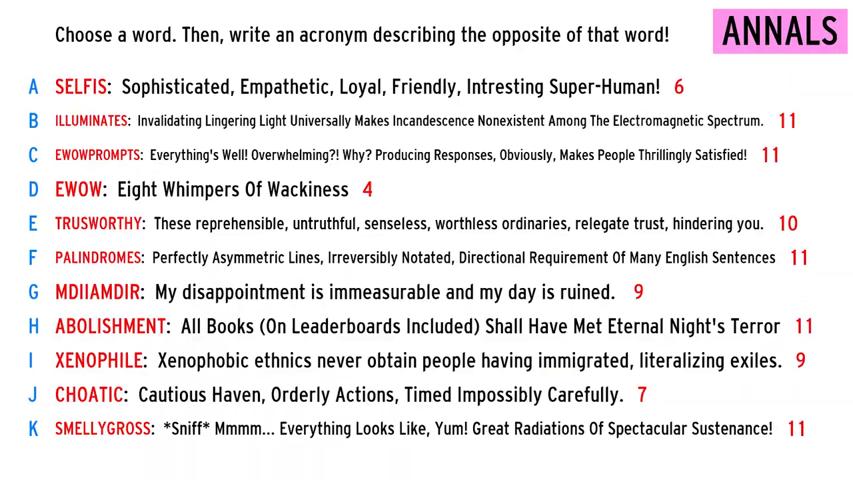 Choose a word. Then, write an acronym describing the opposite of that word!
ANNALS
A SELFIS: Sophisticated, Empathetic, Loyal, Friendly, Intresting Super-Human! 6
B ILLUMINATES: Invalidating Lingering Light Universally Makes Incandescence Nonexistent Among The Electromagnetic Spectrum. 11
C EWOWPROMPTS: Everything's Well! Overwhelming?! Why? Producing Responses, Obviously, Makes People Thrillingly Satisfied! 11
D EWOW: Eight Whimpers Of Wackiness 4
E TRUSWORTHY: These reprehensible, untruthful, senseless, worthless ordinaries, relegate trust, hindering you. 10
F PALINDROMES: Perfectly Asymmetric Lines, Irreversibly Notated, Directional Requirement Of Many English Sentences 11
G MDIIAMDIR: My disappointment is immeasurable and my day is ruined. 9
H ABOLISHMENT: All Books (On Leaderboards Included) Shall Have Met Eternal Night's Terror 11
I XENOPHILE: Xenophobic ethnics never obtain people having immigrated, literalizing exiles. 9
J CHOATIC: Cautious Haven, Orderly Actions, Timed Impossibly Carefully. 7
K SMELLYGROSS: *Sniff* Mmmm... Everything Looks Like, Yum! Great Radiations Of Spectacular Sustenance! 11